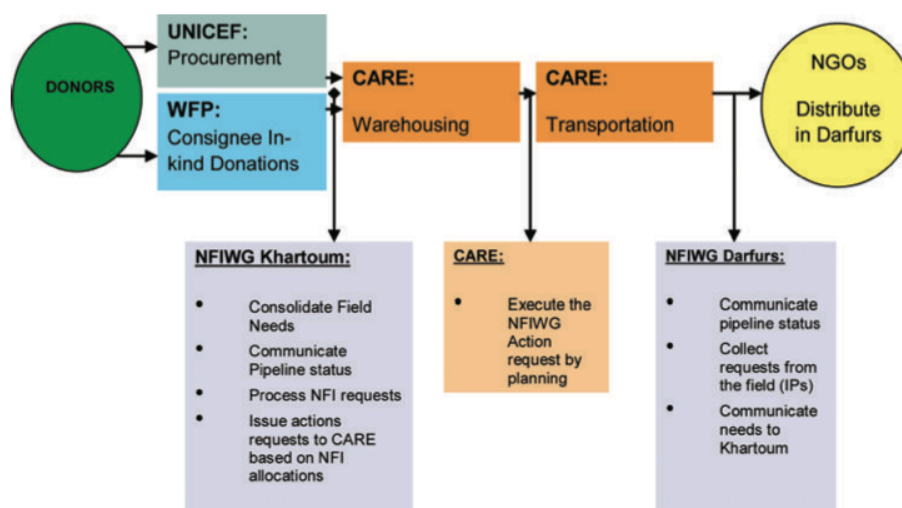 DONORS
UNICEF:
Procurement
WFP:
Consignee In-
kind Donations
CARE:
Warehousing
CARE:
Transportation
NGOs
Distribute
in Darfurs
NFIWG Khartoum:
• Consolidate Field
Needs
• Communicate
Pipeline status
• Process NFI requests
• Issue actions
requests to CARE
based on NFI
allocations
CARE:
• Execute the
NFIWG
Action
request by
planning
NFIWG Darfurs:
• Communicate
pipeline status
• Collect
requests from
the field (IPs)
• Communicate
needs to
Khartoum